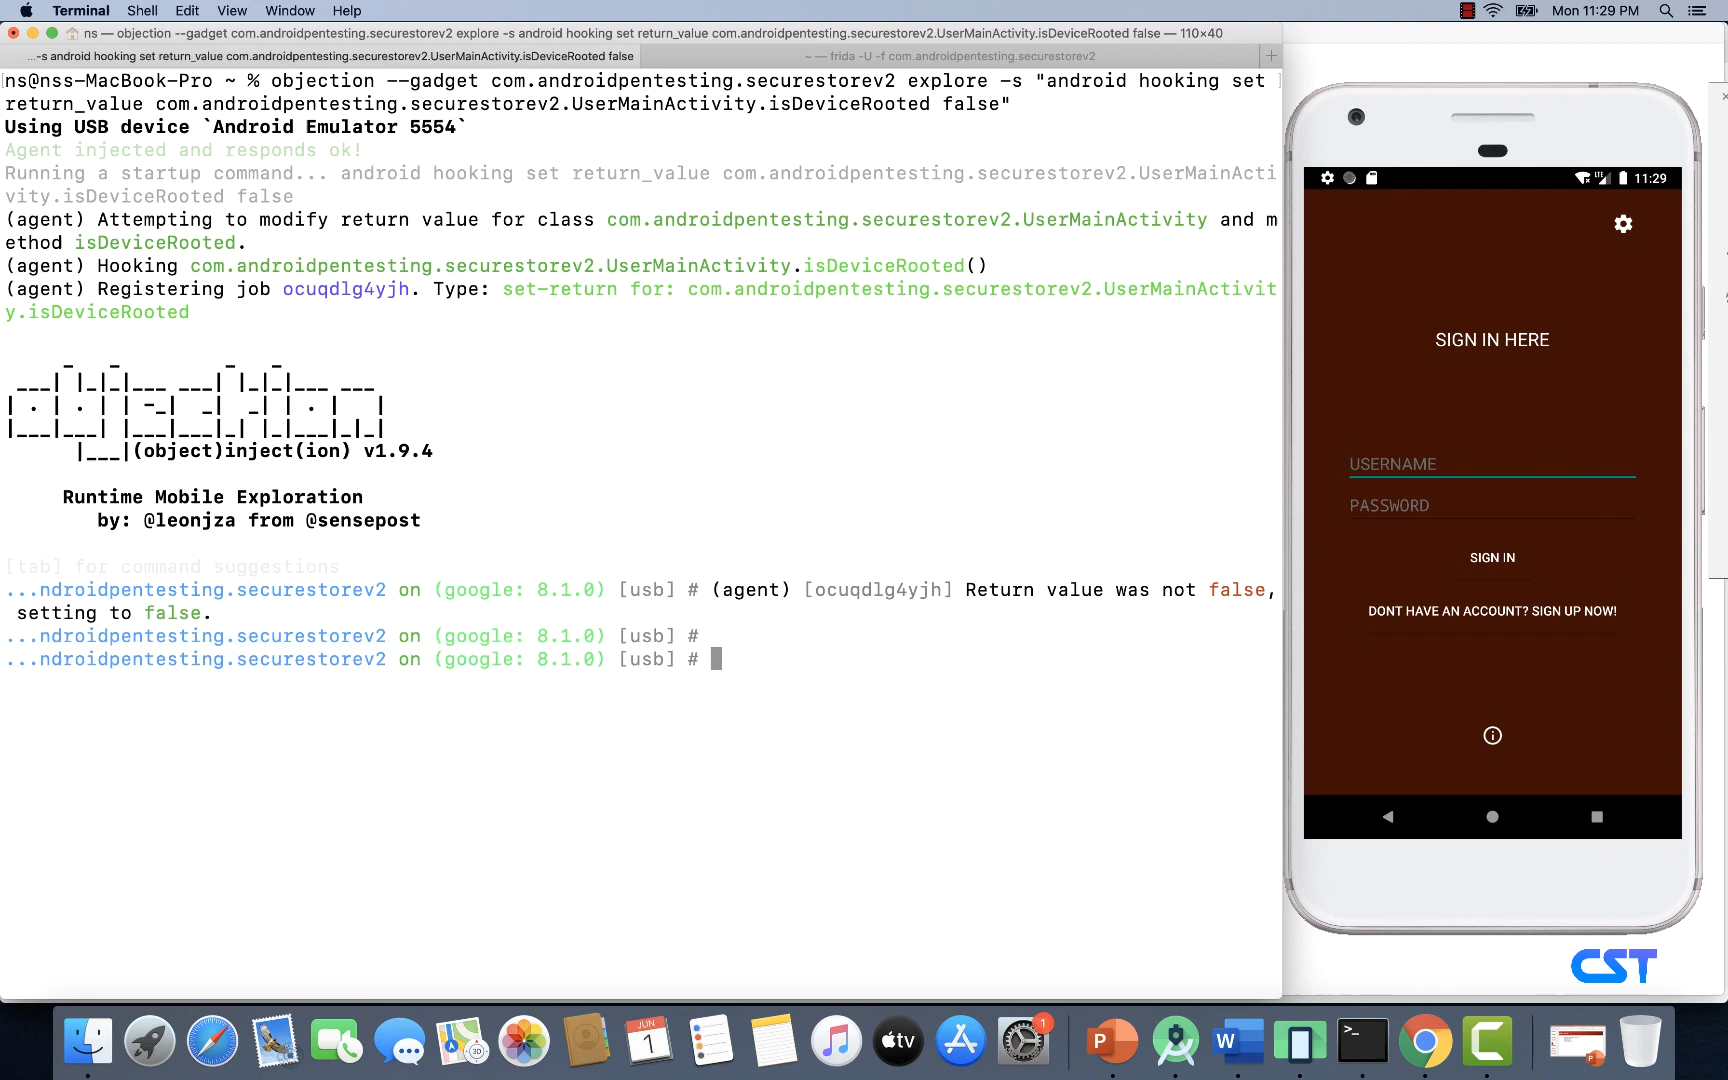 Terminal Shell Edit View Window Help
Mon 11:29 PM
ns — objection --gadget com.androidpentesting.securestorev2 explore -s android hooking set return_value com.androidpentesting.securestorev2.UserMainActivity.isDeviceRooted false — 110×40
...-s android hooking set return_value com.androidpentesting.securestorev2.UserMainActivity.isDeviceRooted false
~ — frida -U -f com.androidpentesting.securestorev2
ns@nss-MacBook-Pro ~ % objection --gadget com.androidpentesting.securestorev2 explore -s "android hooking set
return_value com.androidpentesting.securestorev2.UserMainActivity.isDeviceRooted false"
Using USB device `Android Emulator 5554`
Agent injected and responds ok!
Running a startup command... android hooking set return_value com.androidpentesting.securestorev2.UserMainActi
vity.isDeviceRooted false
(agent) Attempting to modify return value for class com.androidpentesting.securestorev2.UserMainActivity and m
ethod isDeviceRooted.
(agent) Hooking com.androidpentesting.securestorev2.UserMainActivity.isDeviceRooted()
(agent) Registering job ocuqdlg4yjh. Type: set-return for: com.androidpentesting.securestorev2.UserMainActivit
y.isDeviceRooted
objection
|___|(object)inject(ion) v1.9.4
Runtime Mobile Exploration
by: @leonjza from @sensepost
[tab] for command suggestions
...ndroidpentesting.securestorev2 on (google: 8.1.0) [usb] # (agent) [ocuqdlg4yjh] Return value was not false,
setting to false.
...ndroidpentesting.securestorev2 on (google: 8.1.0) [usb] #
...ndroidpentesting.securestorev2 on (google: 8.1.0) [usb] #
LTE 11:29
SIGN IN HERE
USERNAME
PASSWORD
SIGN IN
DONT HAVE AN ACCOUNT? SIGN UP NOW!
CST
JUN
1
3D
tv
1
P
W
>_
C
P